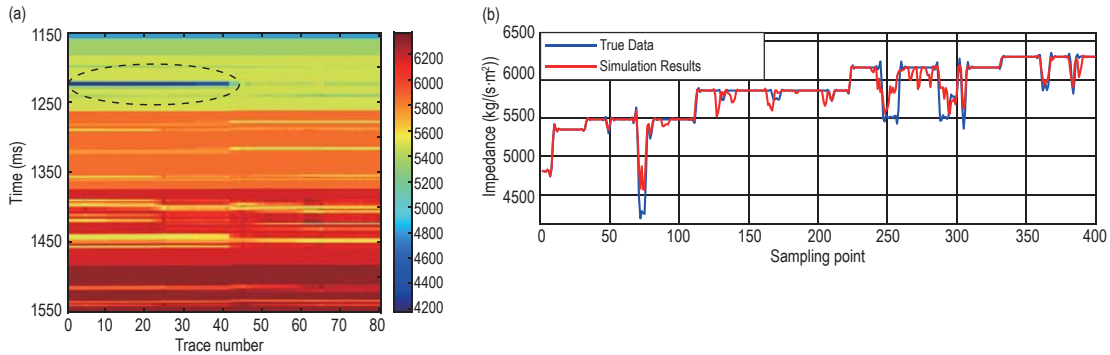 (a)
1150
1250
1350
1450
1550
Time (ms)
0 10 20 30 40 50 60 70 80
Trace number
6400
6200
6000
5800
5600
5400
5200
5000
4800
4600
4400
4200
(b)
6500
6000
5500
5000
4500
Impedance (kg/(s·m⁻²))
True Data
Simulation Results
0 50 100 150 200 250 300 350 400
Sampling point